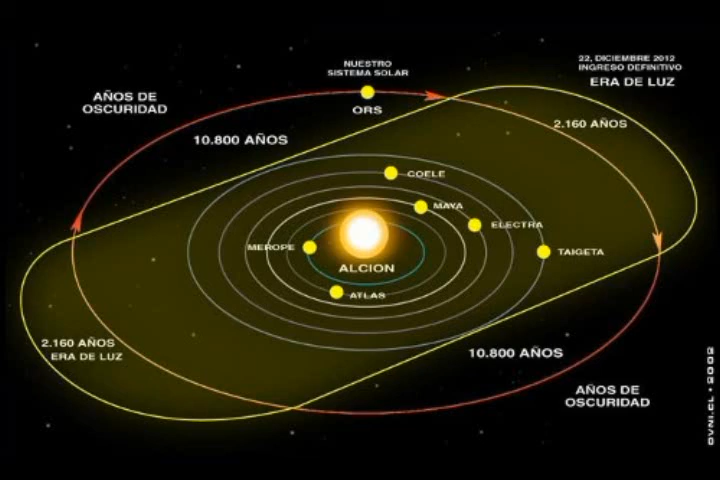 22, DICIEMBRE 2012
INGRESO DEFINITIVO
ERA DE LUZ
NUESTRO
SISTEMA SOLAR
ORS
AÑOS DE
OSCURIDAD
10.800 AÑOS
2.160 AÑOS
COELE
MAYA
ELECTRA
MEROPE
TAIGETA
ALCION
ATLAS
2.160 AÑOS
ERA DE LUZ
10.800 AÑOS
AÑOS DE
OSCURIDAD
OVNI.CL • 2002